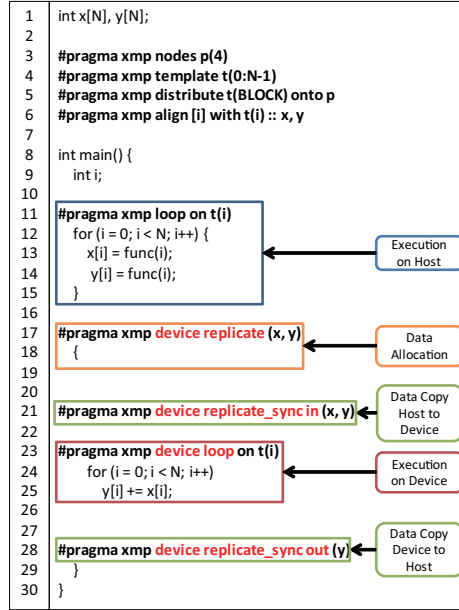 1 int x[N], y[N];
2
3 #pragma xmp nodes p(4)
4 #pragma xmp template t(0:N-1)
5 #pragma xmp distribute t(BLOCK) onto p
6 #pragma xmp align [i] with t(i) :: x, y
7
8 int main() {
9 int i;
10
11 #pragma xmp loop on t(i)
12 for (i = 0; i < N; i++) {
13 x[i] = func(i);
14 y[i] = func(i);
15 }
Execution
on Host
16
17 #pragma xmp device replicate (x, y)
18 {
Data
Allocation
19
20
21 #pragma xmp device replicate_sync in (x, y)
Data Copy
Host to
Device
22
23 #pragma xmp device loop on t(i)
24 for (i = 0; i < N; i++)
25 y[i] += x[i];
Execution
on Device
26
27
28 #pragma xmp device replicate_sync out (y)
Data Copy
Device to
Host
29 }
30 }